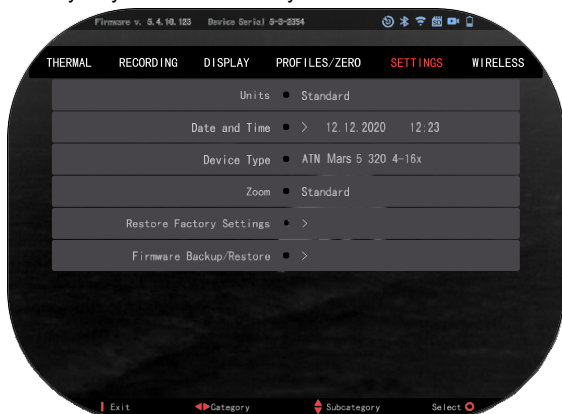 Firmware v. 5.4.10.123 Device Serial 5-3-2354
THERMAL RECORDING DISPLAY PROFILES/ZERO SETTINGS WIRELESS
Units Standard
Date and Time > 12.12.2020 12:23
Device Type ATN Mars 5 320 4-16x
Zoom Standard
Restore Factory Settings >
Firmware Backup/Restore >
Exit Category Subcategory Select